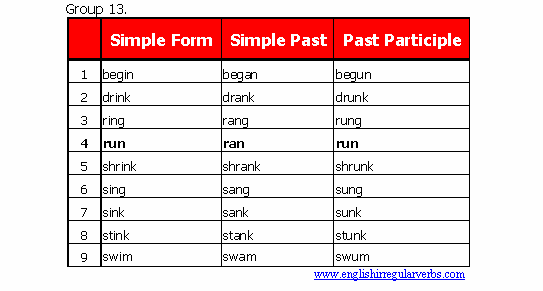 Group 13.
Simple Form Simple Past Past Participle
1 begin began begun
2 drink drank drunk
3 ring rang rung
4 run ran run
5 shrink shrank shrunk
6 sing sang sung
7 sink sank sunk
8 stink stank stunk
9 swim swam swum
www.englishirregularverbs.com